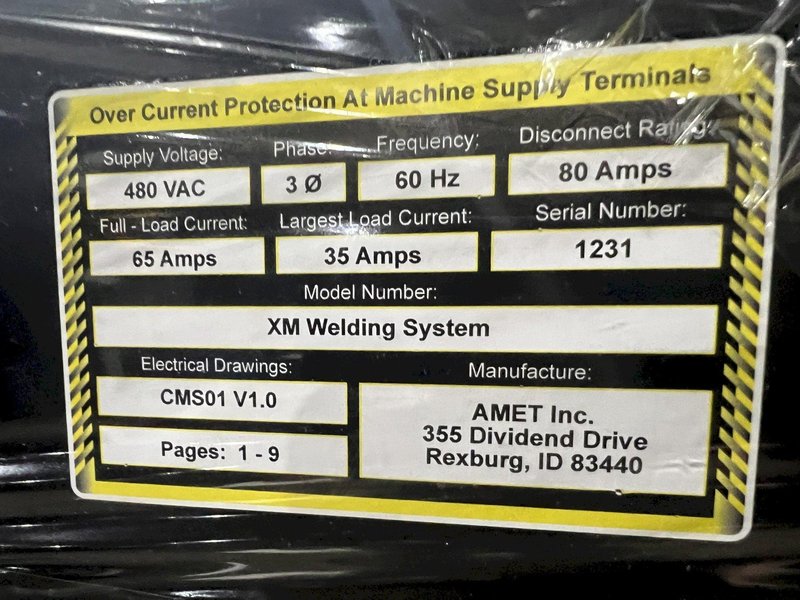 Over Current Protection At Machine Supply Terminals
Supply Voltage: Phase: Frequency: Disconnect Rating:
480 VAC 3 Ø 60 Hz 80 Amps
Full - Load Current: Largest Load Current: Serial Number:
65 Amps 35 Amps 1231
Model Number:
XM Welding System
Electrical Drawings:
CMS01 V1.0
Pages: 1 - 9
Manufacture:
AMET Inc.
355 Dividend Drive
Rexburg, ID 83440